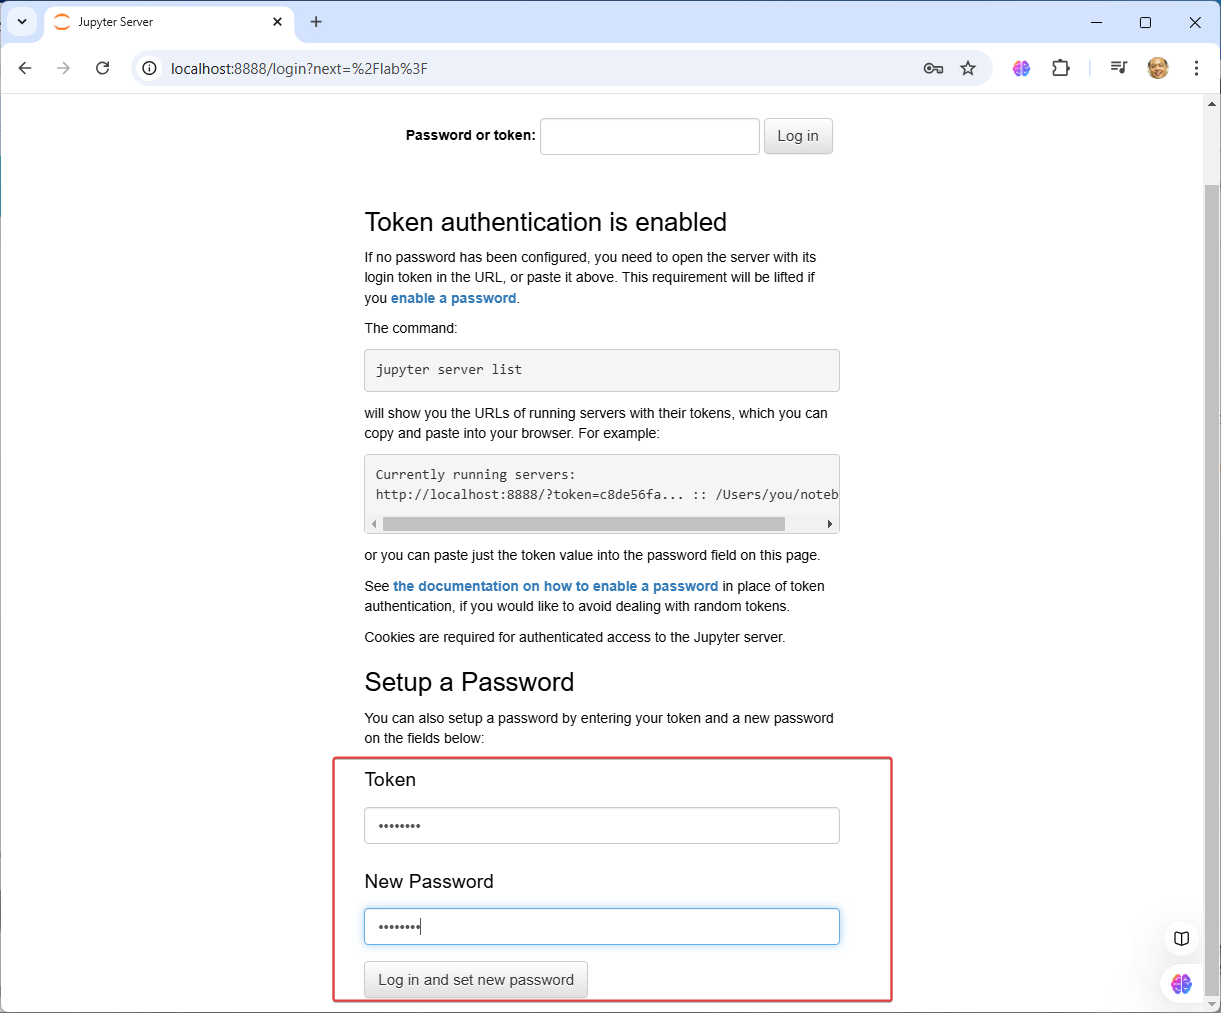 Jupyter Server
localhost:8888/login?next=%2Flab%3F
Password or token:
Log in
Token authentication is enabled
If no password has been configured, you need to open the server with its
login token in the URL, or paste it above. This requirement will be lifted if
you enable a password.
The command:
jupyter server list
will show you the URLs of running servers with their tokens, which you can
copy and paste into your browser. For example:
Currently running servers:
http://localhost:8888/?token=c8de56fa... :: /Users/you/noteb
or you can paste just the token value into the password field on this page.
See the documentation on how to enable a password in place of token
authentication, if you would like to avoid dealing with random tokens.
Cookies are required for authenticated access to the Jupyter server.
Setup a Password
You can also setup a password by entering your token and a new password
on the fields below:
Token
••••••••
New Password
••••••••
Log in and set new password